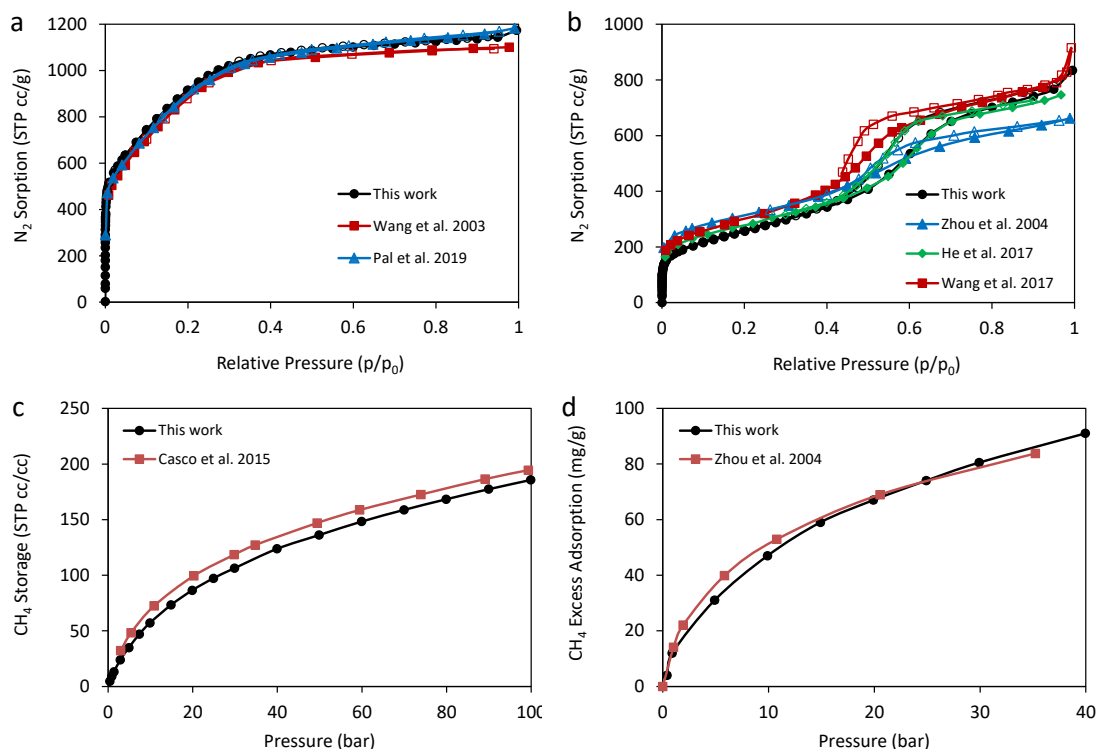 a
1400
1200
1000
800
600
400
200
0
N₂ Sorption (STP cc/g)
This work
Wang et al. 2003
Pal et al. 2019
0 0.2 0.4 0.6 0.8 1
Relative Pressure (p/p₀)
b
1000
800
600
400
200
0
N₂ Sorption (STP cc/g)
This work
Zhou et al. 2004
He et al. 2017
Wang et al. 2017
0 0.2 0.4 0.6 0.8 1
Relative Pressure (p/p₀)
c
250
200
150
100
50
0
CH₄ Storage (STP cc/cc)
This work
Casco et al. 2015
0 20 40 60 80 100
Pressure (bar)
d
100
80
60
40
20
0
CH₄ Excess Adsorption (mg/g)
This work
Zhou et al. 2004
0 10 20 30 40
Pressure (bar)